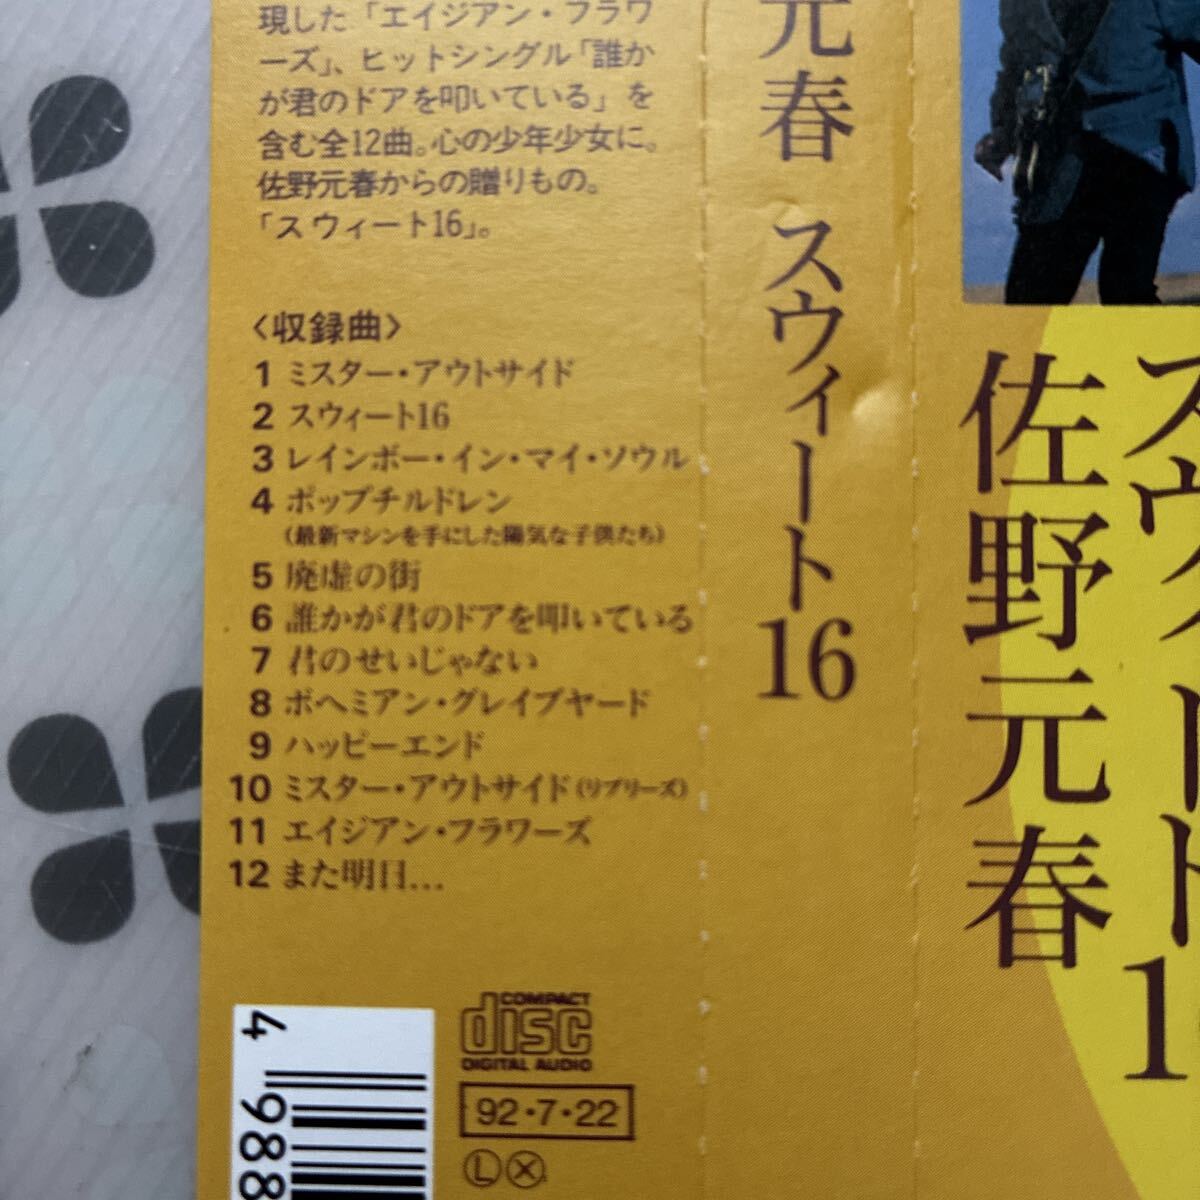 現した「エイジアン・フラワ
ーズ」、ヒットシングル「誰か
が君のドアを叩いている」を
含む全12曲。心の少年少女に。
佐野元春からの贈りもの。
「スウィート16」。
〈収録曲〉
1 ミスター・アウトサイド
2 スウィート16
3 レインボー・イン・マイ・ソウル
4 ポップチルドレン
(最新マシンを手にした陽気な子供たち)
5 廃虚の街
6 誰かが君のドアを叩いている
7 君のせいじゃない
8 ボヘミアン・グレイブヤード
9 ハッピーエンド
10 ミスター・アウトサイド(リプリーズ)
11 エイジアン・フラワーズ
12 また明日...
4 988
COMPACT
disc
DIGITAL AUDIO
92・7・22
Ⓛ Ⓧ
元春 スウィート16
スウィート1
佐野元春